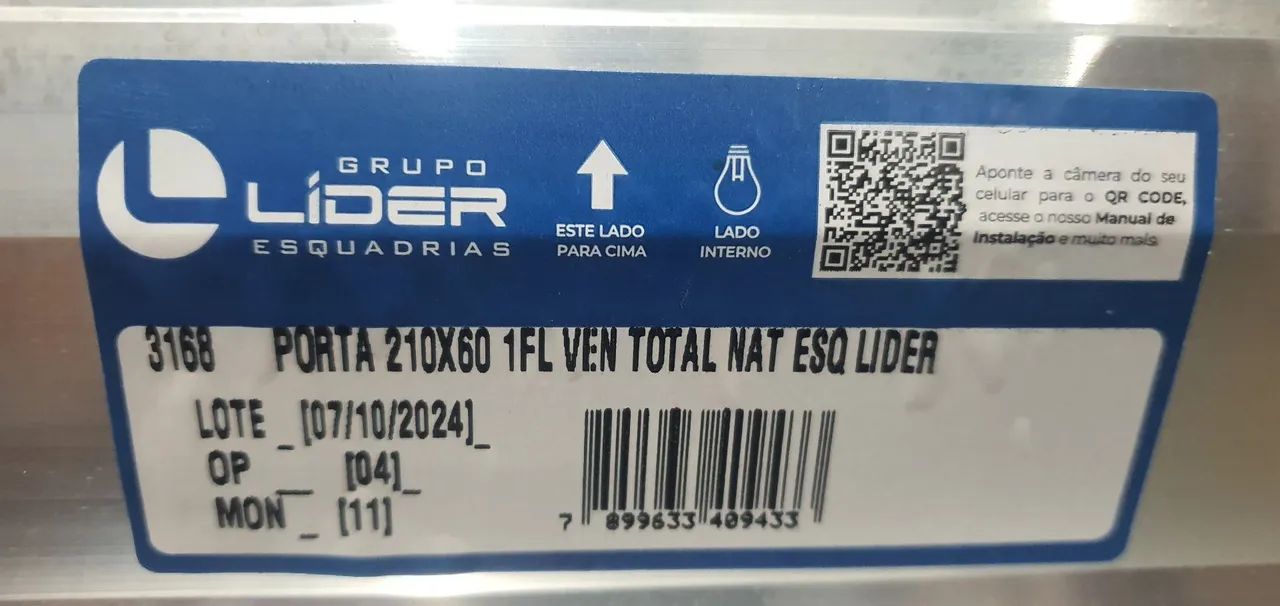 GRUPO
LÍDER
ESQUADRIAS
ESTE LADO
PARA CIMA
LADO
INTERNO
Aponte a câmera do seu
celular para o QR CODE,
acesse o nosso Manual de
Instalação e muito mais.
3168 PORTA 210X60 1FL VEN TOTAL NAT ESQ LIDER
LOTE _ [07/10/2024]_
OP __ [04]_
MON _ [11]
7 899633 409433